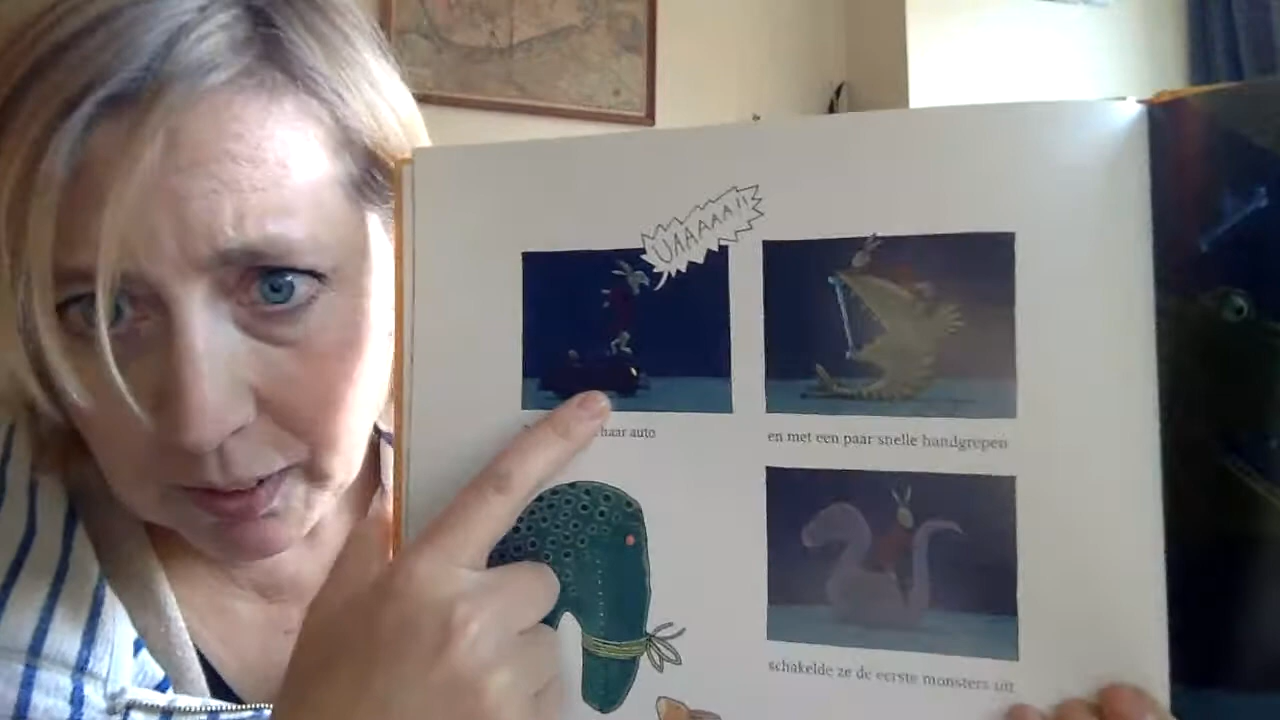 UAAAAA!!
haar auto
en met een paar snelle handgrepen
schakelde ze de eerste monsters uit